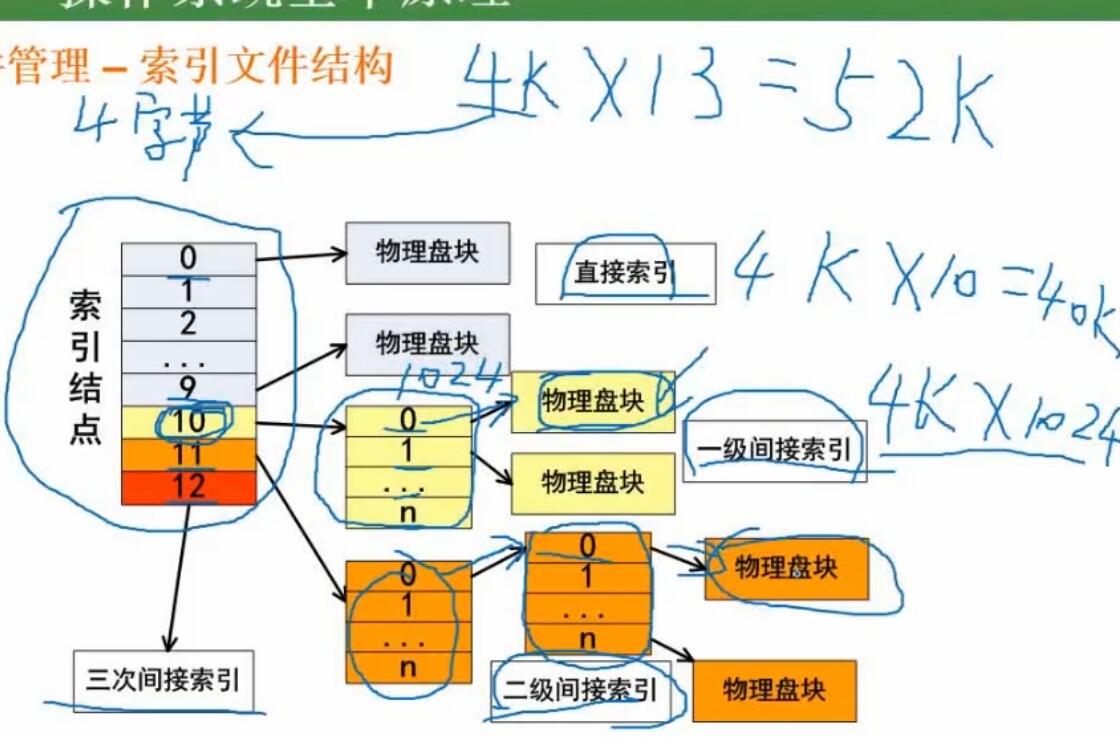 件管理 – 索引文件结构
4K X 13 = 52K
4字节
索引结点
0
1
2
...
9
10
11
12
物理盘块
物理盘块
直接索引
4 K X 10 = 40K
1024
0
1
...
n
物理盘块
物理盘块
一级间接索引
4K X 1024
0
1
...
n
0
1
...
n
物理盘块
物理盘块
二级间接索引
三次间接索引